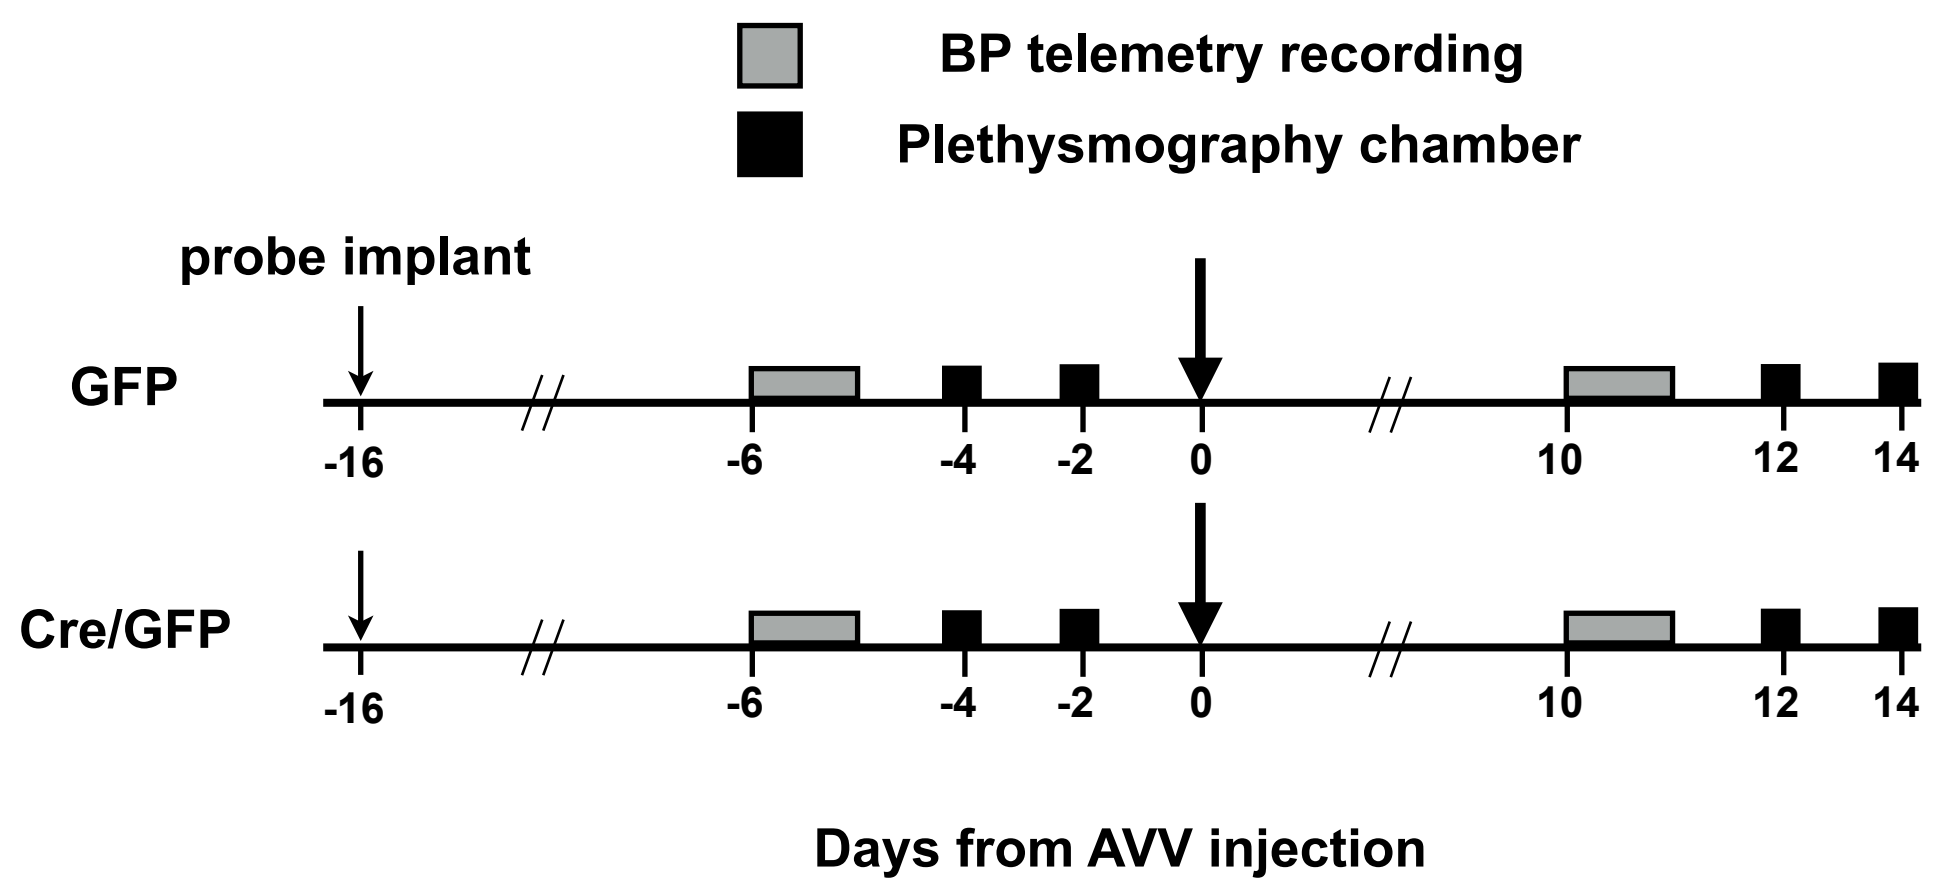 BP telemetry recording
Plethysmography chamber
probe implant
GFP
-16 -6 -4 -2 0 10 12 14
Cre/GFP
-16 -6 -4 -2 0 10 12 14
Days from AVV injection